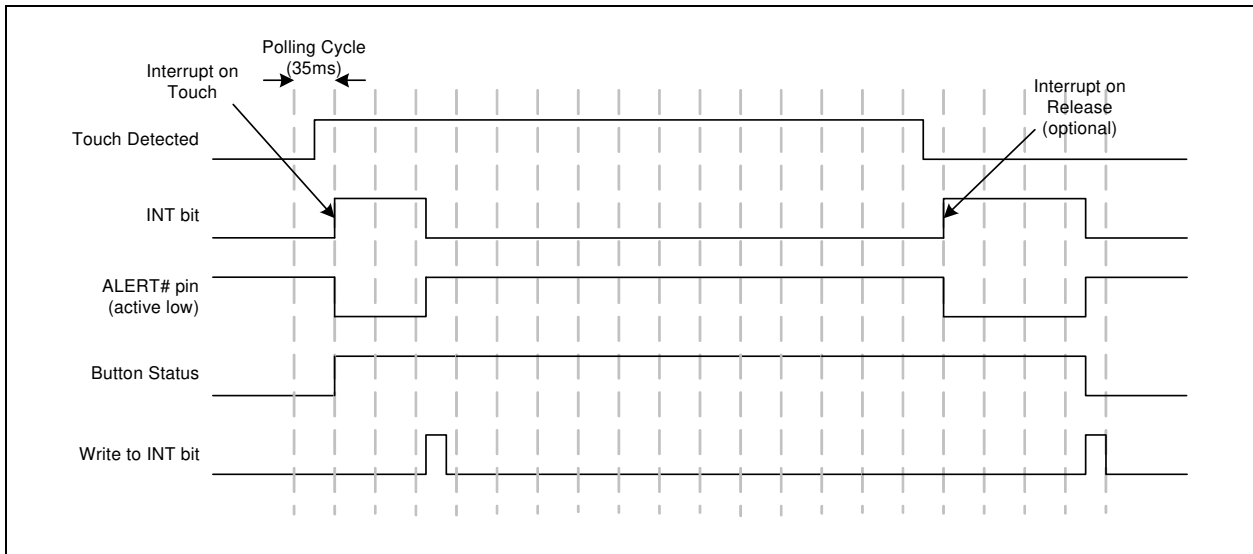 Polling Cycle
(35ms)
Interrupt on
Touch
Interrupt on
Release
(optional)
Touch Detected
INT bit
ALERT# pin
(active low)
Button Status
Write to INT bit